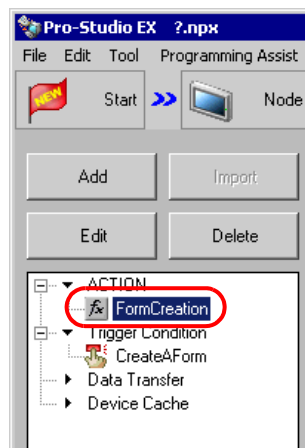 Pro-Studio EX ?.npx
File Edit Tool Programming Assist
NEW Start Node
Add Import
Edit Delete
ACTION
fx FormCreation
Trigger Condition
CreateAForm
Data Transfer
Device Cache